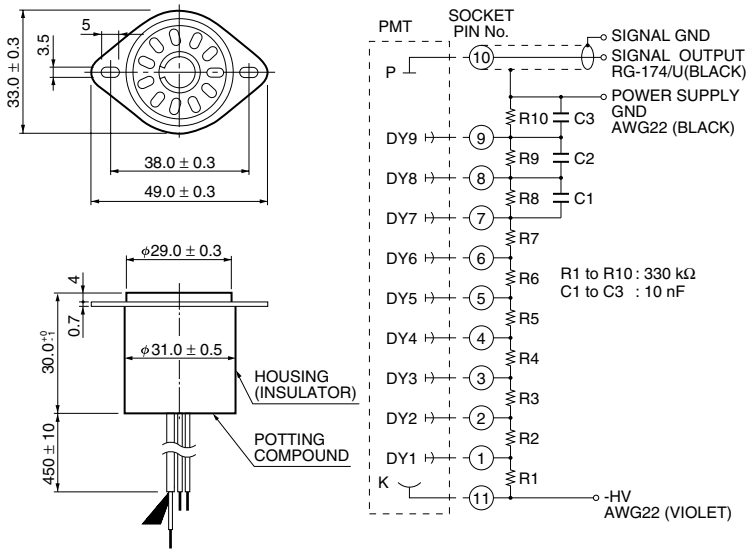 5
3.5
33.0 ± 0.3
38.0 ± 0.3
49.0 ± 0.3
φ29.0 ± 0.3
4
0.7
30.0 +0 -1
φ31.0 ± 0.5
450 ± 10
HOUSING
(INSULATOR)
POTTING
COMPOUND
PMT
SOCKET
PIN No.
P
10
SIGNAL GND
SIGNAL OUTPUT
RG-174/U(BLACK)
POWER SUPPLY
GND
AWG22 (BLACK)
R10
C3
DY9
9
R9
C2
DY8
8
R8
C1
DY7
7
R7
DY6
6
R6
DY5
5
R5
DY4
4
R4
DY3
3
R3
DY2
2
R2
DY1
1
R1
K
11
-HV
AWG22 (VIOLET)
R1 to R10 : 330 kΩ
C1 to C3 : 10 nF